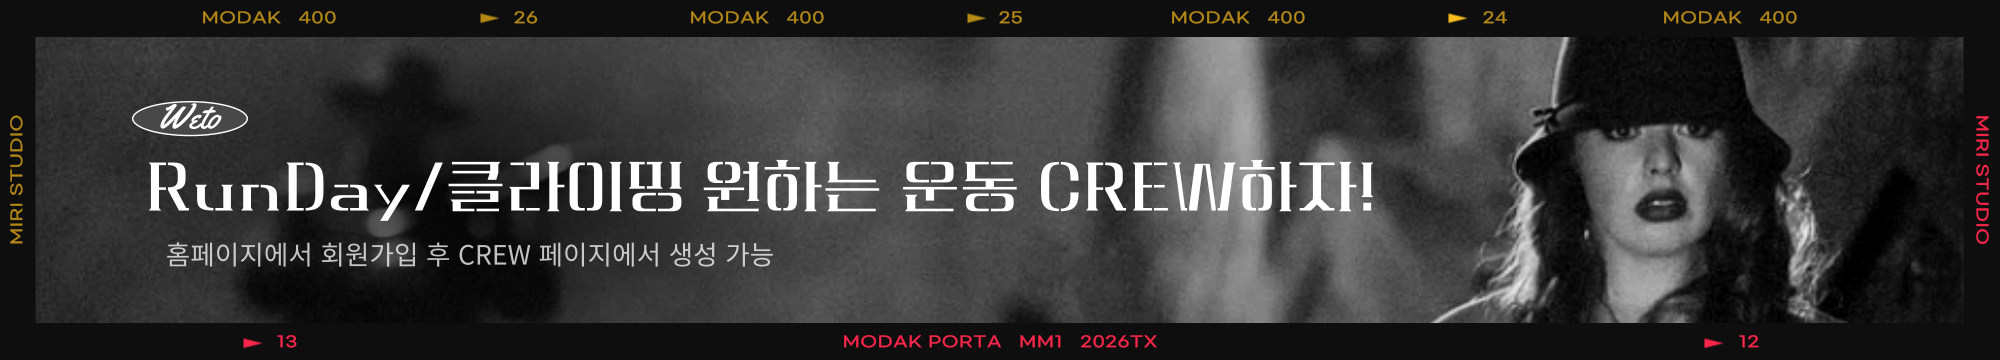 MODAK 400 ► 26 MODAK 400 ► 25 MODAK 400 ► 24 MODAK 400
MIRI STUDIO
Weto
RunDay/클라이밍 원하는 운동 CREW하자!
홈페이지에서 회원가입 후 CREW 페이지에서 생성 가능
MIRI STUDIO
► 13 MODAK PORTA MM1 2026TX ► 12